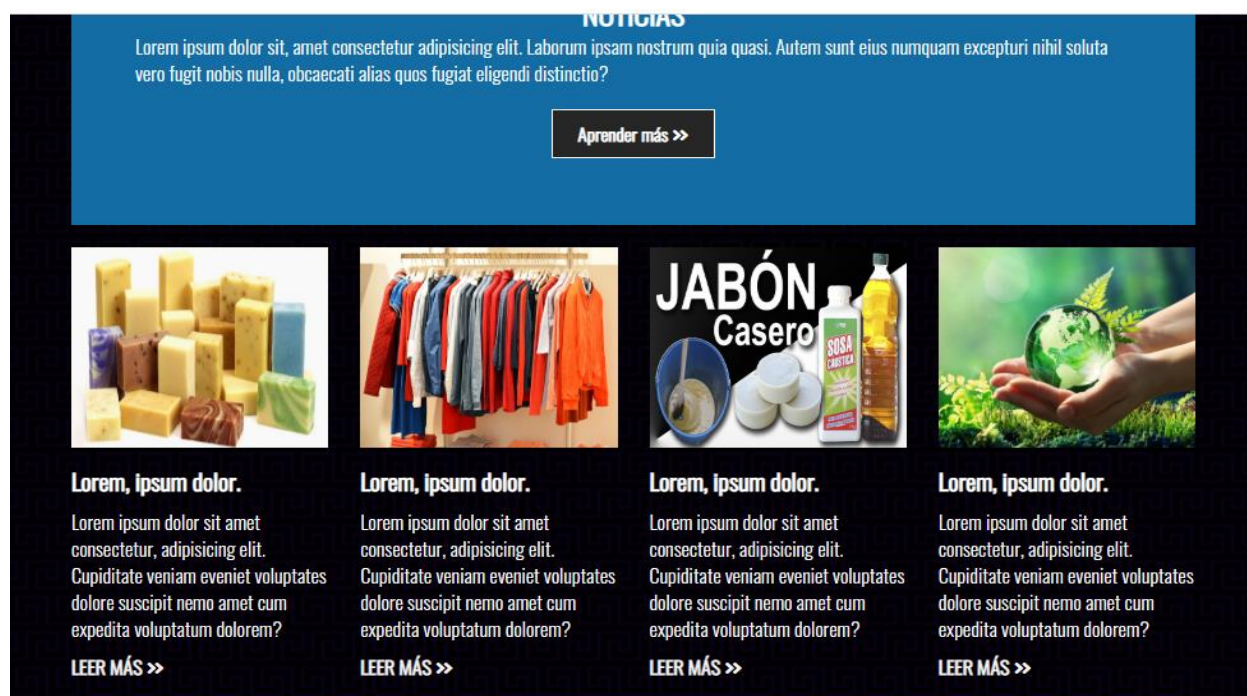 NOTICIAS
Lorem ipsum dolor sit, amet consectetur adipisicing elit. Laborum ipsam nostrum quia quasi. Autem sunt eius numquam excepturi nihil soluta
vero fugit nobis nulla, obcaecati alias quos fugiat eligendi distinctio?
Aprender más >>
JABÓN
Casero
SOSA
CAUSTICA
Lorem, ipsum dolor.
Lorem ipsum dolor sit amet
consectetur, adipisicing elit.
Cupiditate veniam eveniet voluptates
dolore suscipit nemo amet cum
expedita voluptatum dolorem?
LEER MÁS >>
Lorem, ipsum dolor.
Lorem ipsum dolor sit amet
consectetur, adipisicing elit.
Cupiditate veniam eveniet voluptates
dolore suscipit nemo amet cum
expedita voluptatum dolorem?
LEER MÁS >>
Lorem, ipsum dolor.
Lorem ipsum dolor sit amet
consectetur, adipisicing elit.
Cupiditate veniam eveniet voluptates
dolore suscipit nemo amet cum
expedita voluptatum dolorem?
LEER MÁS >>
Lorem, ipsum dolor.
Lorem ipsum dolor sit amet
consectetur, adipisicing elit.
Cupiditate veniam eveniet voluptates
dolore suscipit nemo amet cum
expedita voluptatum dolorem?
LEER MÁS >>